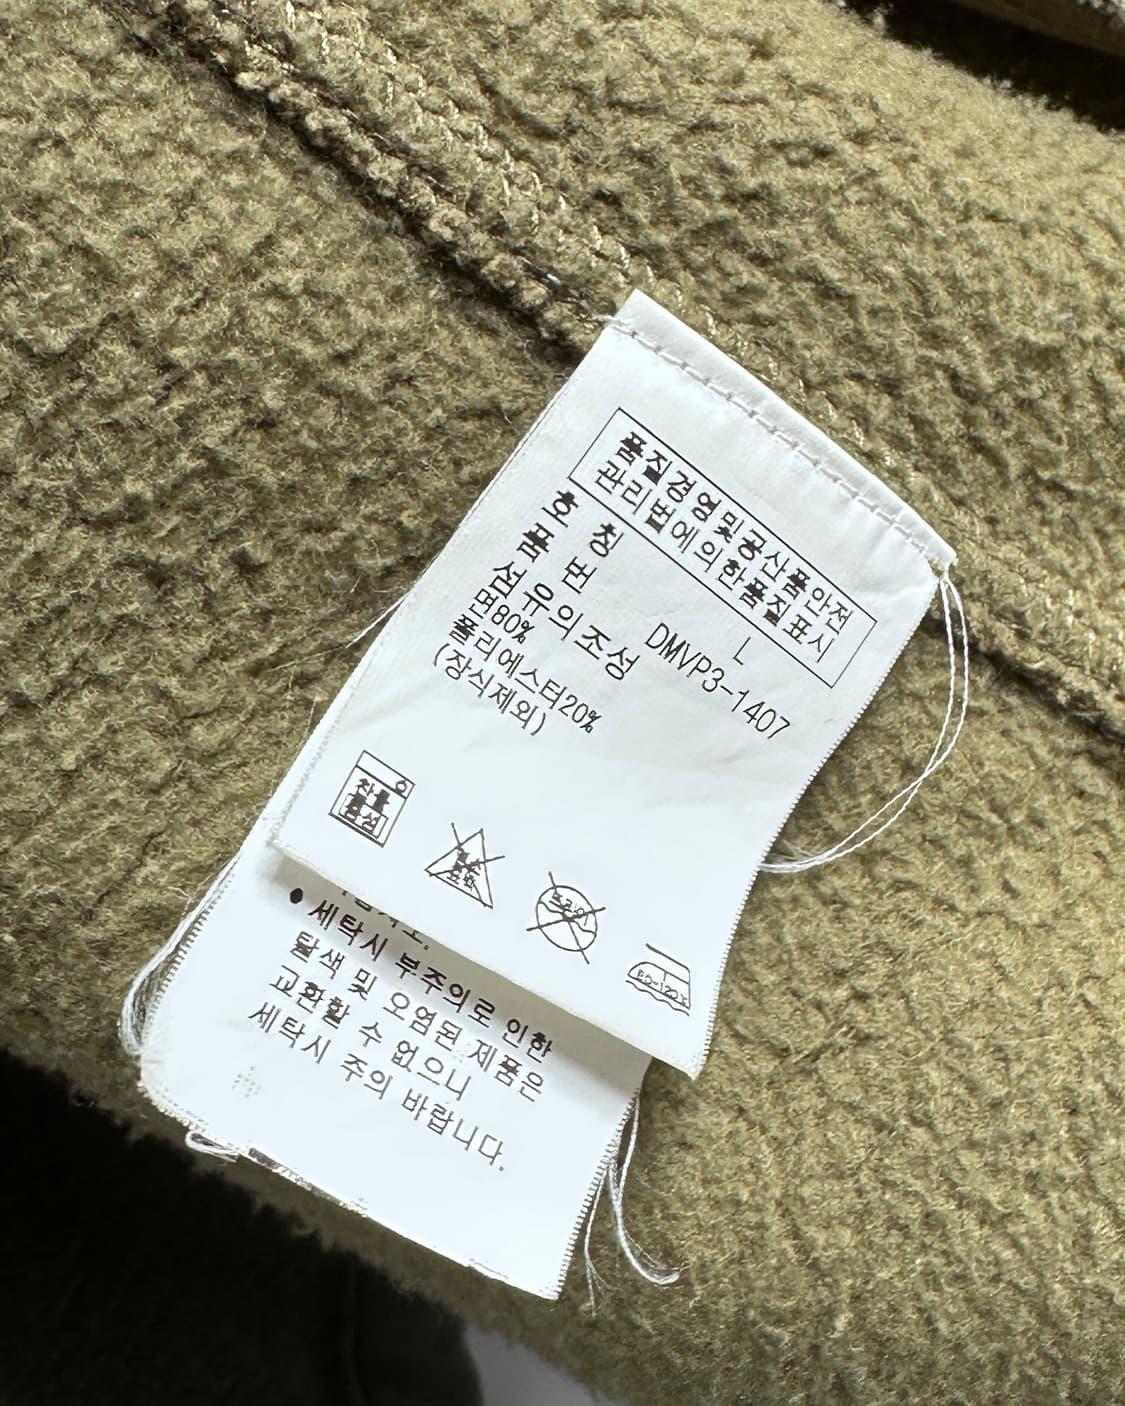 품질경영및공산품안전
관리법에의한품질표시
호 칭 L
품 번 DMVP3-1407
섬유의조성
면80%
폴리에스터20%
(장식제외)
● 세탁시 부주의로 인한
탈색 및 오염된 제품은
교환할 수 없으니
세탁시 주의 바랍니다.